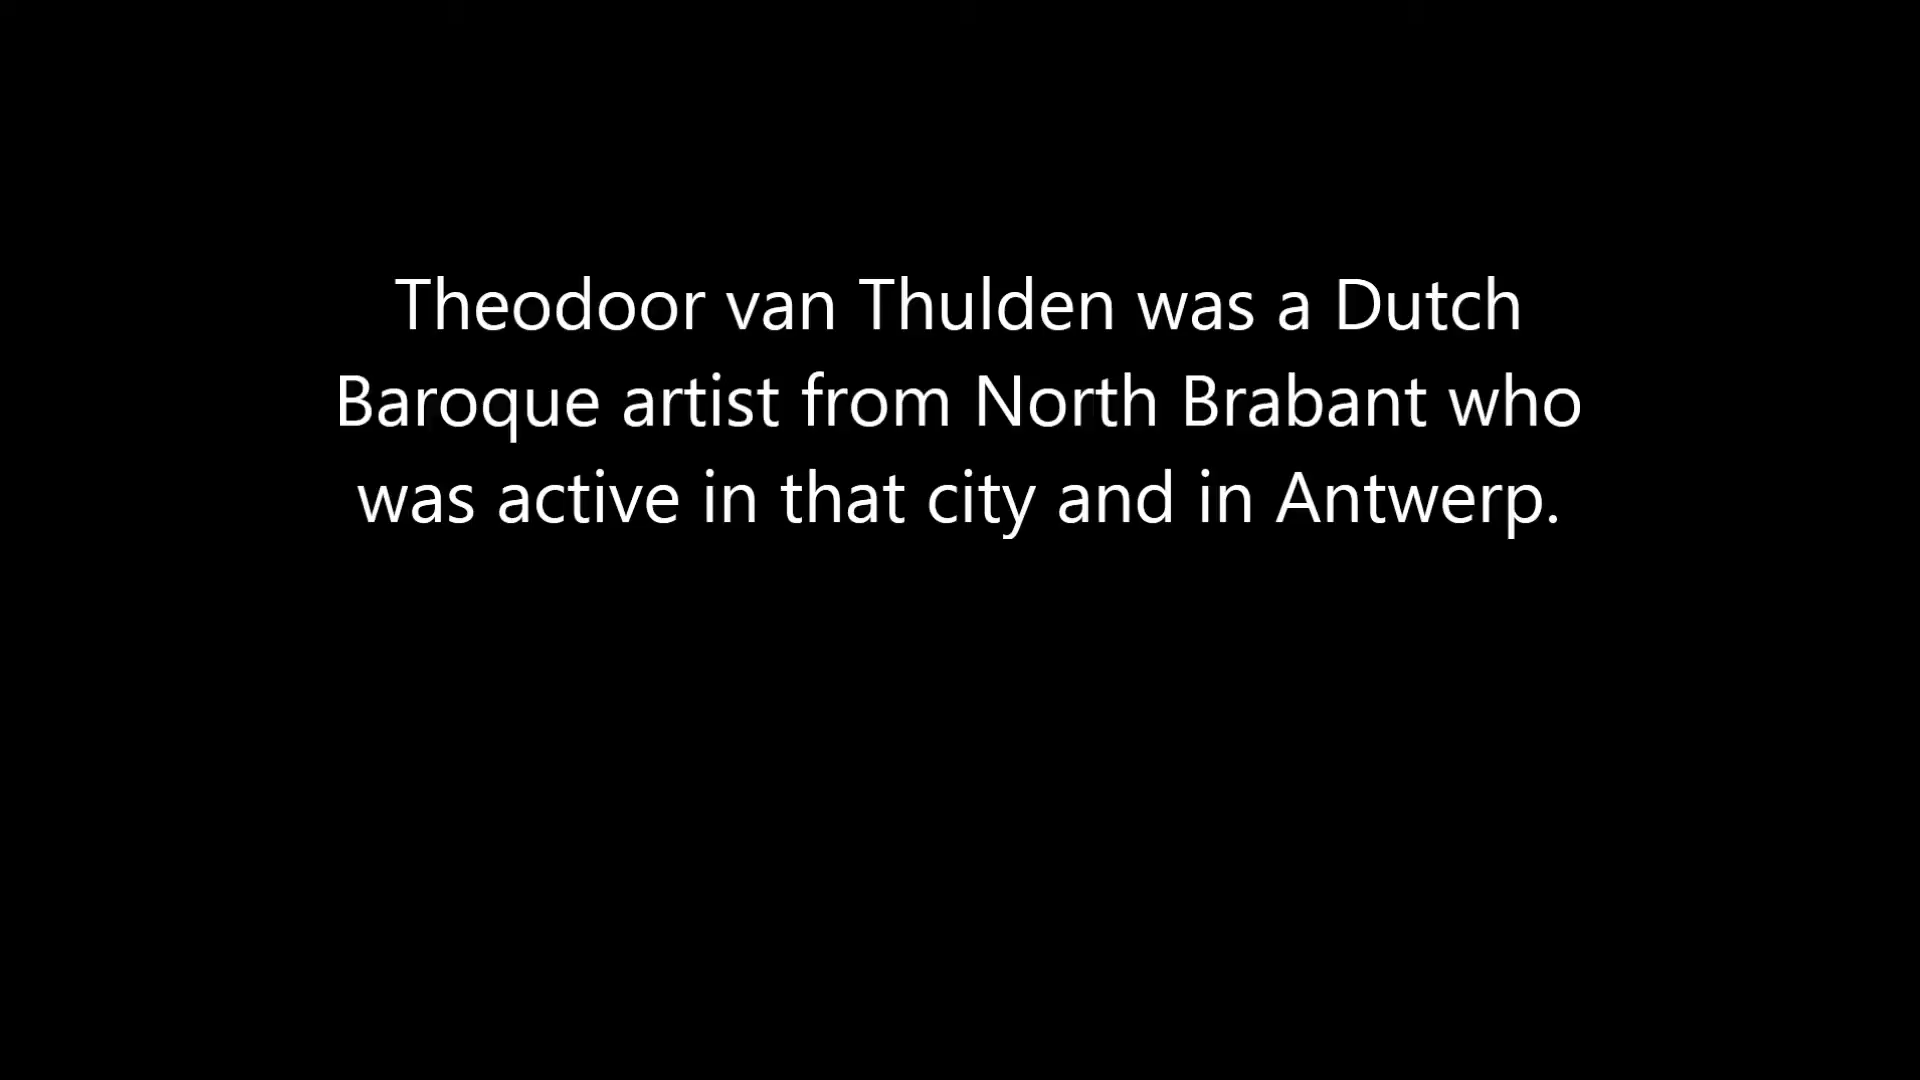 Theodoor van Thulden was a Dutch
Baroque artist from North Brabant who
was active in that city and in Antwerp.